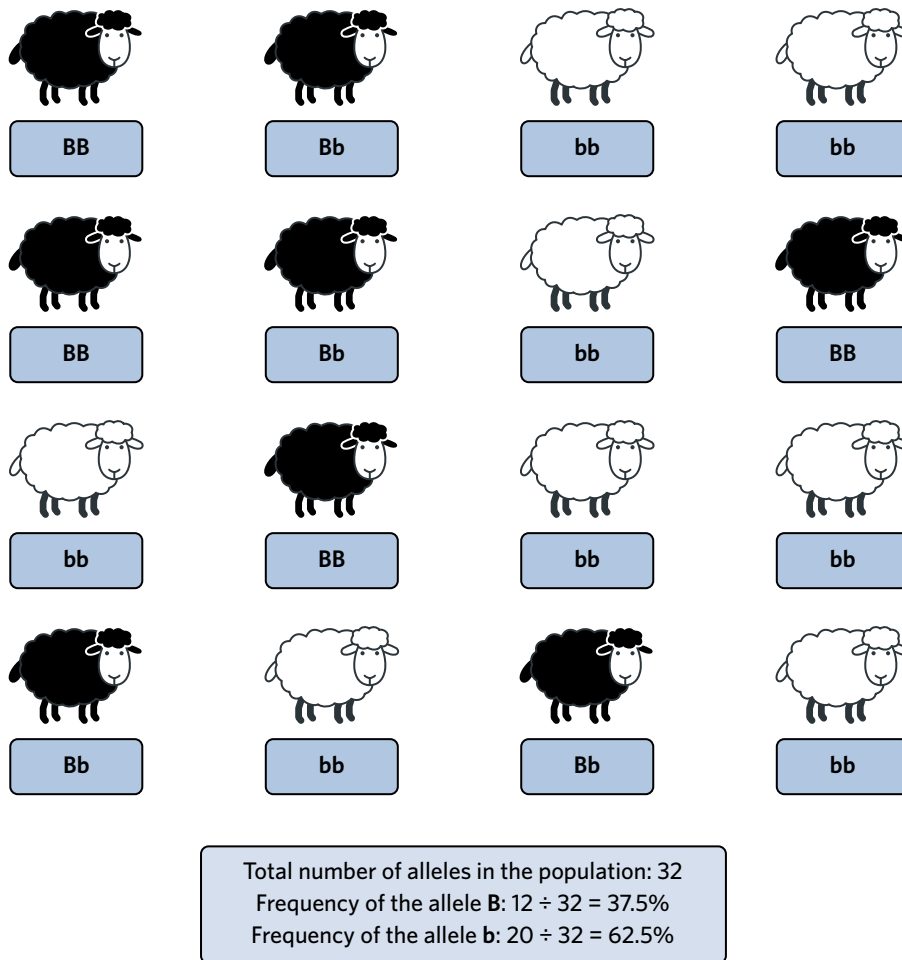 BB
Bb
bb
bb
BB
Bb
bb
BB
bb
BB
bb
bb
Bb
bb
Bb
bb
Total number of alleles in the population: 32
Frequency of the allele B: 12 ÷ 32 = 37.5%
Frequency of the allele b: 20 ÷ 32 = 62.5%